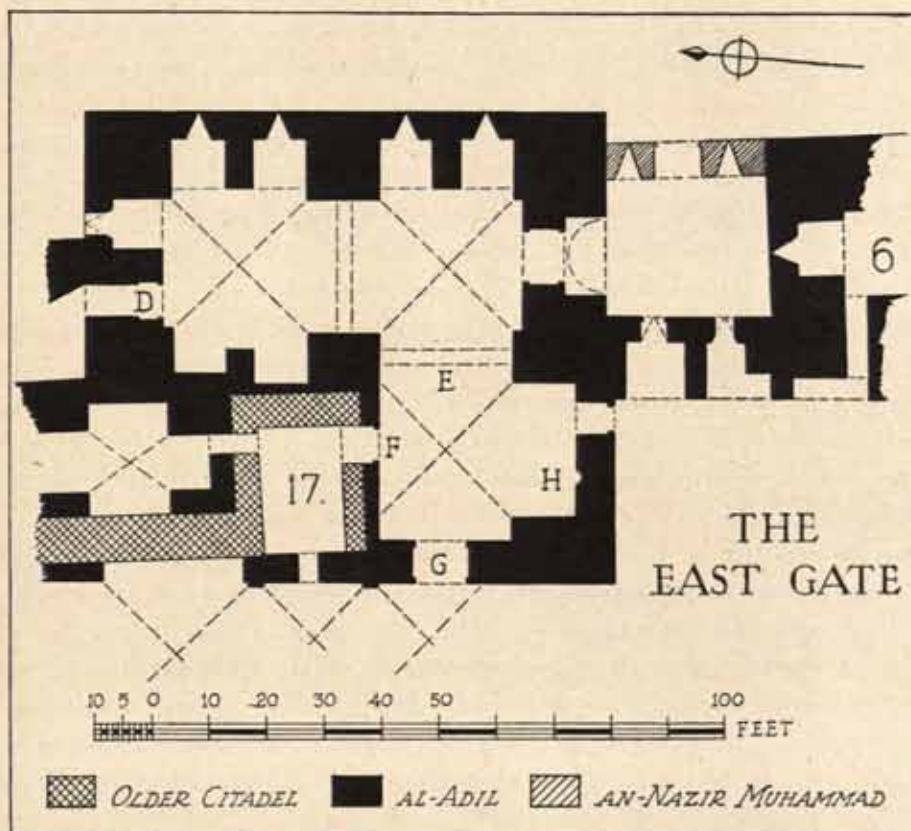 6
D
E
F
17.
H
G
THE
EAST GATE
10 5 0 10 20 30 40 50 100
FEET
OLDER CITADEL AL-ADIL AN-NAZIR MUHAMMAD